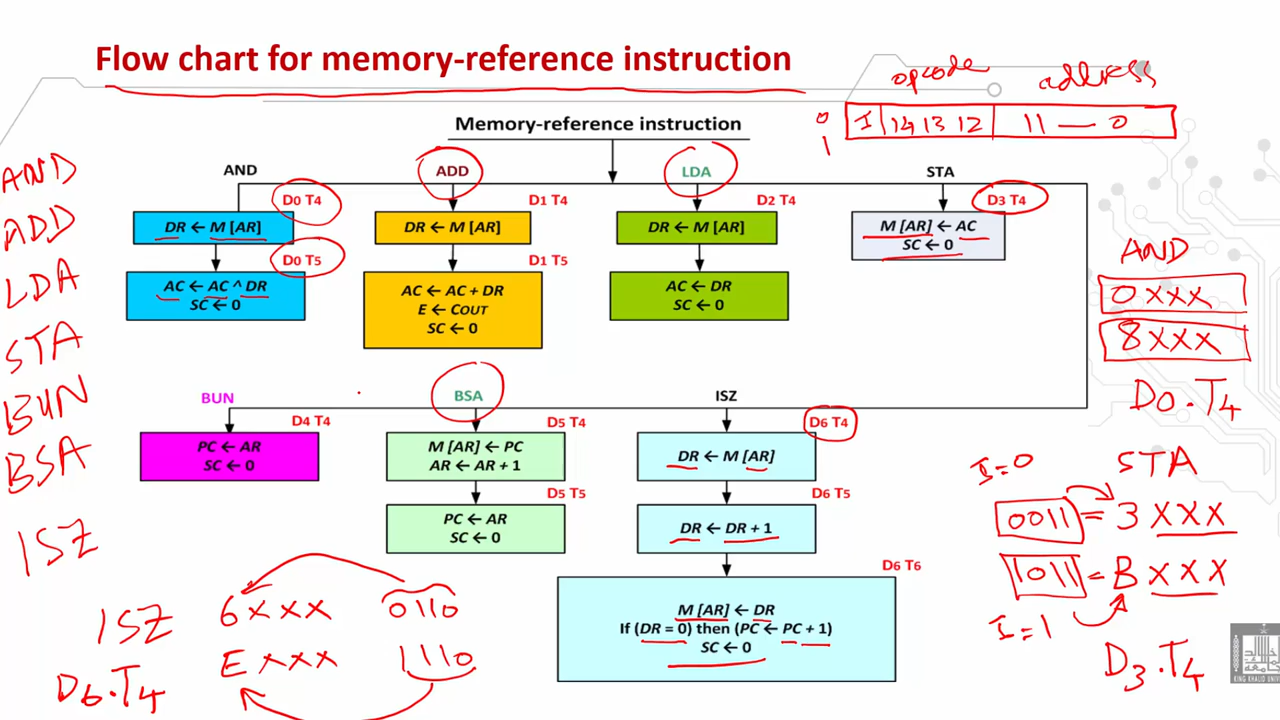 Flow chart for memory-reference instruction
opcode address
0 I 14 13 12 11 — 0
1
Memory-reference instruction
AND ADD LDA STA
D0 T4 D1 T4 D2 T4 D3 T4
DR ← M [AR] DR ← M [AR] DR ← M [AR] M [AR] ← AC
SC ← 0
D0 T5 D1 T5
AC ← AC ^ DR
SC ← 0
AC ← AC + DR
E ← COUT
SC ← 0
AC ← DR
SC ← 0
BUN BSA ISZ
D4 T4 D5 T4 D6 T4
PC ← AR
SC ← 0
M [AR] ← PC
AR ← AR + 1
DR ← M [AR]
D5 T5 D6 T5
PC ← AR
SC ← 0
DR ← DR + 1
D6 T6
M [AR] ← DR
If (DR = 0) then (PC ← PC + 1)
SC ← 0
AND
ADD
LDA
STA
BUN
BSA
ISZ
ISZ 6XXX 0110
EXXX 1110
D6.T4
AND
0XXX
8XXX
D0.T4
I=0 STA
0011 = 3XXX
1011 = BXXX
I=1
D3.T4